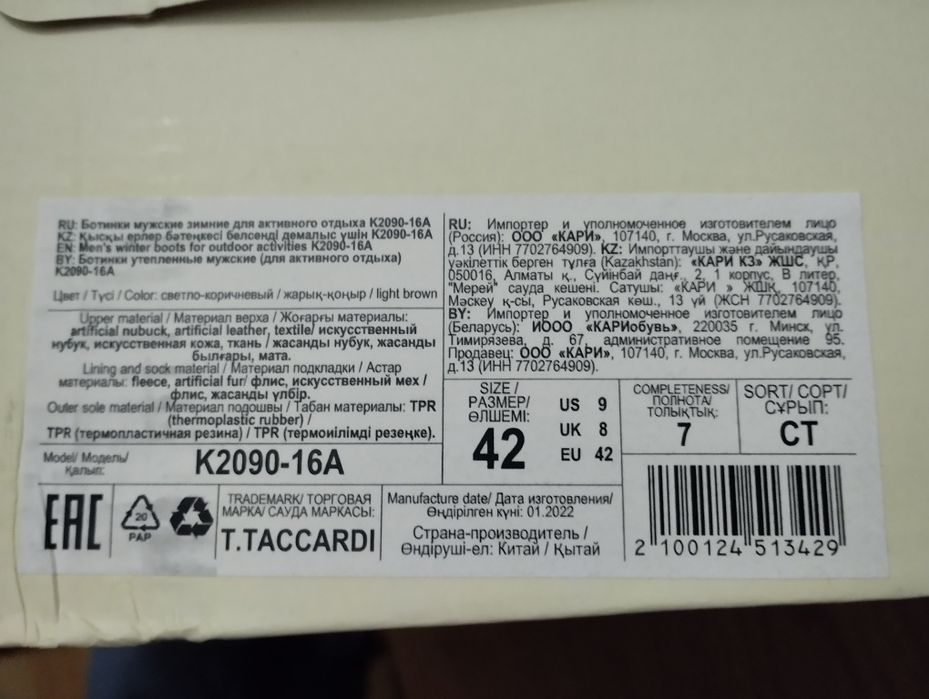 RU: Ботинки мужские зимние для активного отдыха K2090-16A
KZ: Қысқы ерлер бәтеңкесі белсенді демалыс үшін K2090-16A
EN: Men's winter boots for outdoor activities K2090-16A
BY: Ботинки утепленные мужские (для активного отдыха)
K2090-16A
Цвет / Түсі / Color: светло-коричневый / жарық-қоңыр / light brown
Upper material / Материал верха / Жоғарғы материалы:
artificial nubuck, artificial leather, textile/ искусственный
нубук, искусственная кожа, ткань / жасанды нубук, жасанды
былғары, мата.
Lining and sock material / Материал подкладки / Астар
материалы: fleece, artificial fur/ флис, искусственный мех /
флис, жасанды үлбір.
Outer sole material / Материал подошвы / Табан материалы: TPR
(thermoplastic rubber) /
TPR (термопластичная резина) / TPR (термоиілімді резеңке).
Model/ Модель/
Қалып:
K2090-16A
EAC
20
PAP
TRADEMARK/ ТОРГОВАЯ
МАРКА/ САУДА МАРКАСЫ:
T.TACCARDI
Manufacture date/ Дата изготовления/
Өндірілген күні: 01.2022
Страна-производитель /
Өндіруші-ел: Китай / Қытай
RU: Импортер и уполномоченное изготовителем лицо
(Россия): ООО «КАРИ», 107140, г. Москва, ул.Русаковская,
д.13 (ИНН 7702764909). KZ: Импорттаушы және дайындаушы
уәкілеттік берген тұлға (Kazakhstan): «КАРИ КЗ» ЖШС, ҚР,
050016, Алматы қ., Сүйінбай даңғ., 2, 1 корпус, В литер,
"Мерей" сауда кешені. Сатушы: «КАРИ » ЖШҚ, 107140,
Мәскеу қ-сы, Русаковская көш., 13 үй (ЖСН 7702764909).
BY: Импортер и уполномоченное изготовителем лицо
(Беларусь): ИООО «КАРИобувь», 220035 г. Минск, ул.
Тимирязева, д. 67, административное помещение 95.
Продавец: ООО «КАРИ», 107140, г. Москва, ул.Русаковская,
д.13 (ИНН 7702764909).
SIZE /
РАЗМЕР/
ӨЛШЕМІ:
42
US 9
UK 8
EU 42
COMPLETENESS/
ПОЛНОТА/
ТОЛЫҚТЫҚ:
7
SORT/ СОРТ/
СҰРЫП:
СТ
2 100124 513429